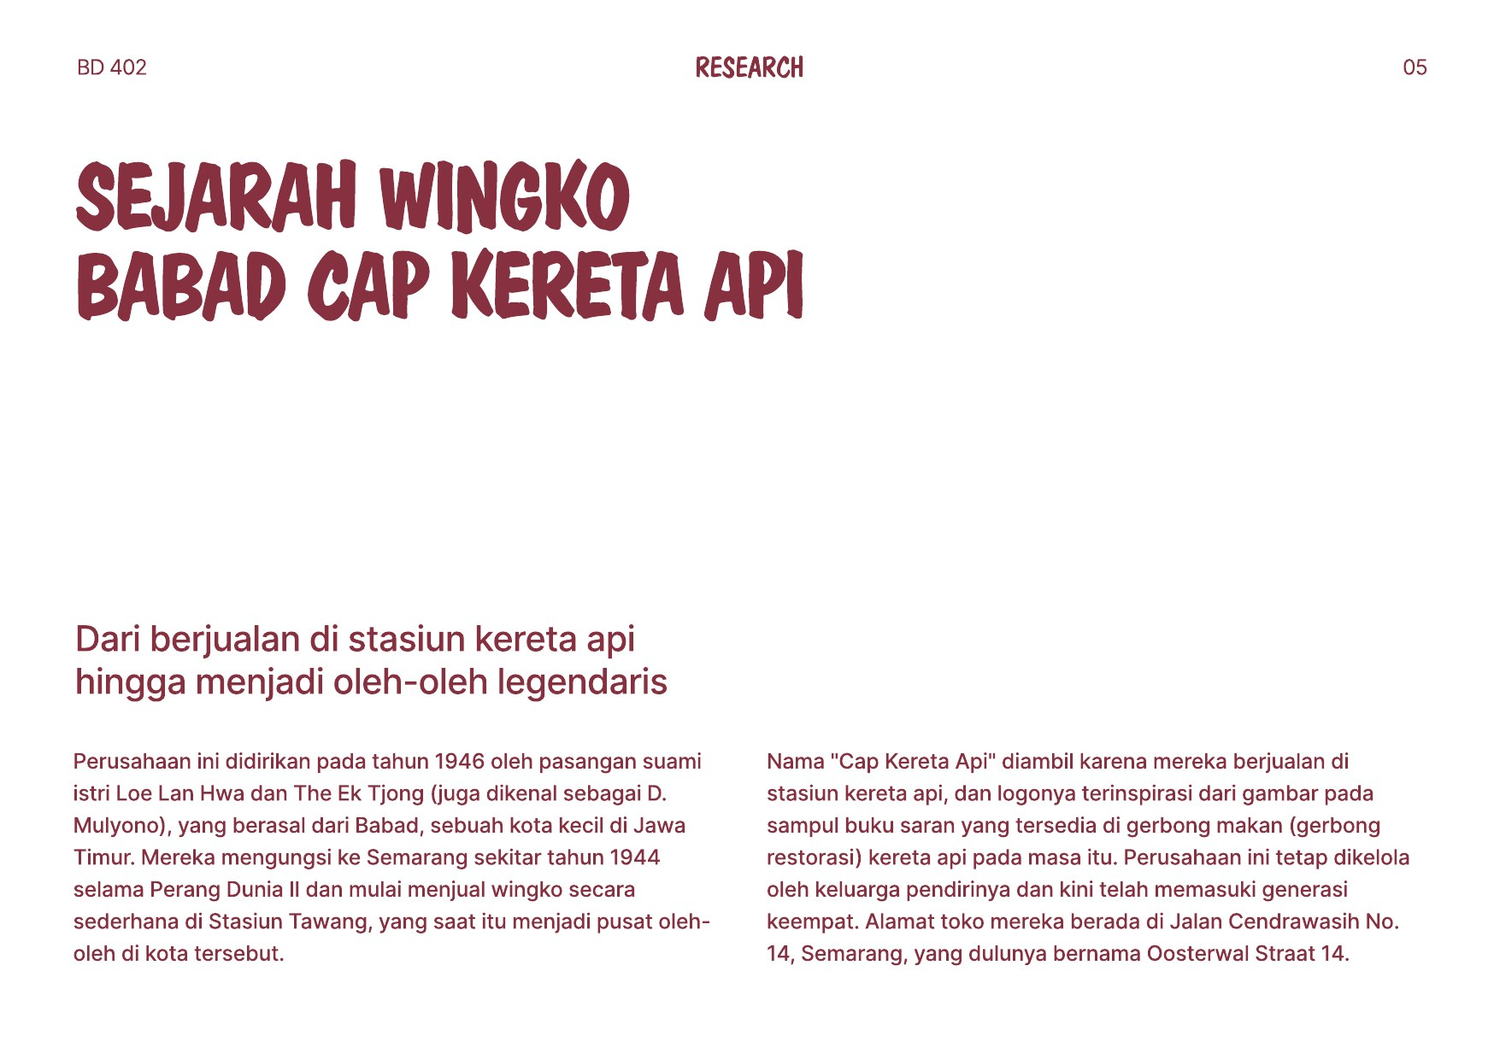 BD 402
RESEARCH
05
SEJARAH WINGKO
BABAD CAP KERETA API
Dari berjualan di stasiun kereta api
hingga menjadi oleh-oleh legendaris
Perusahaan ini didirikan pada tahun 1946 oleh pasangan suami
istri Loe Lan Hwa dan The Ek Tjong (juga dikenal sebagai D.
Mulyono), yang berasal dari Babad, sebuah kota kecil di Jawa
Timur. Mereka mengungsi ke Semarang sekitar tahun 1944
selama Perang Dunia II dan mulai menjual wingko secara
sederhana di Stasiun Tawang, yang saat itu menjadi pusat oleh-
oleh di kota tersebut.
Nama "Cap Kereta Api" diambil karena mereka berjualan di
stasiun kereta api, dan logonya terinspirasi dari gambar pada
sampul buku saran yang tersedia di gerbong makan (gerbong
restorasi) kereta api pada masa itu. Perusahaan ini tetap dikelola
oleh keluarga pendirinya dan kini telah memasuki generasi
keempat. Alamat toko mereka berada di Jalan Cendrawasih No.
14, Semarang, yang dulunya bernama Oosterwal Straat 14.